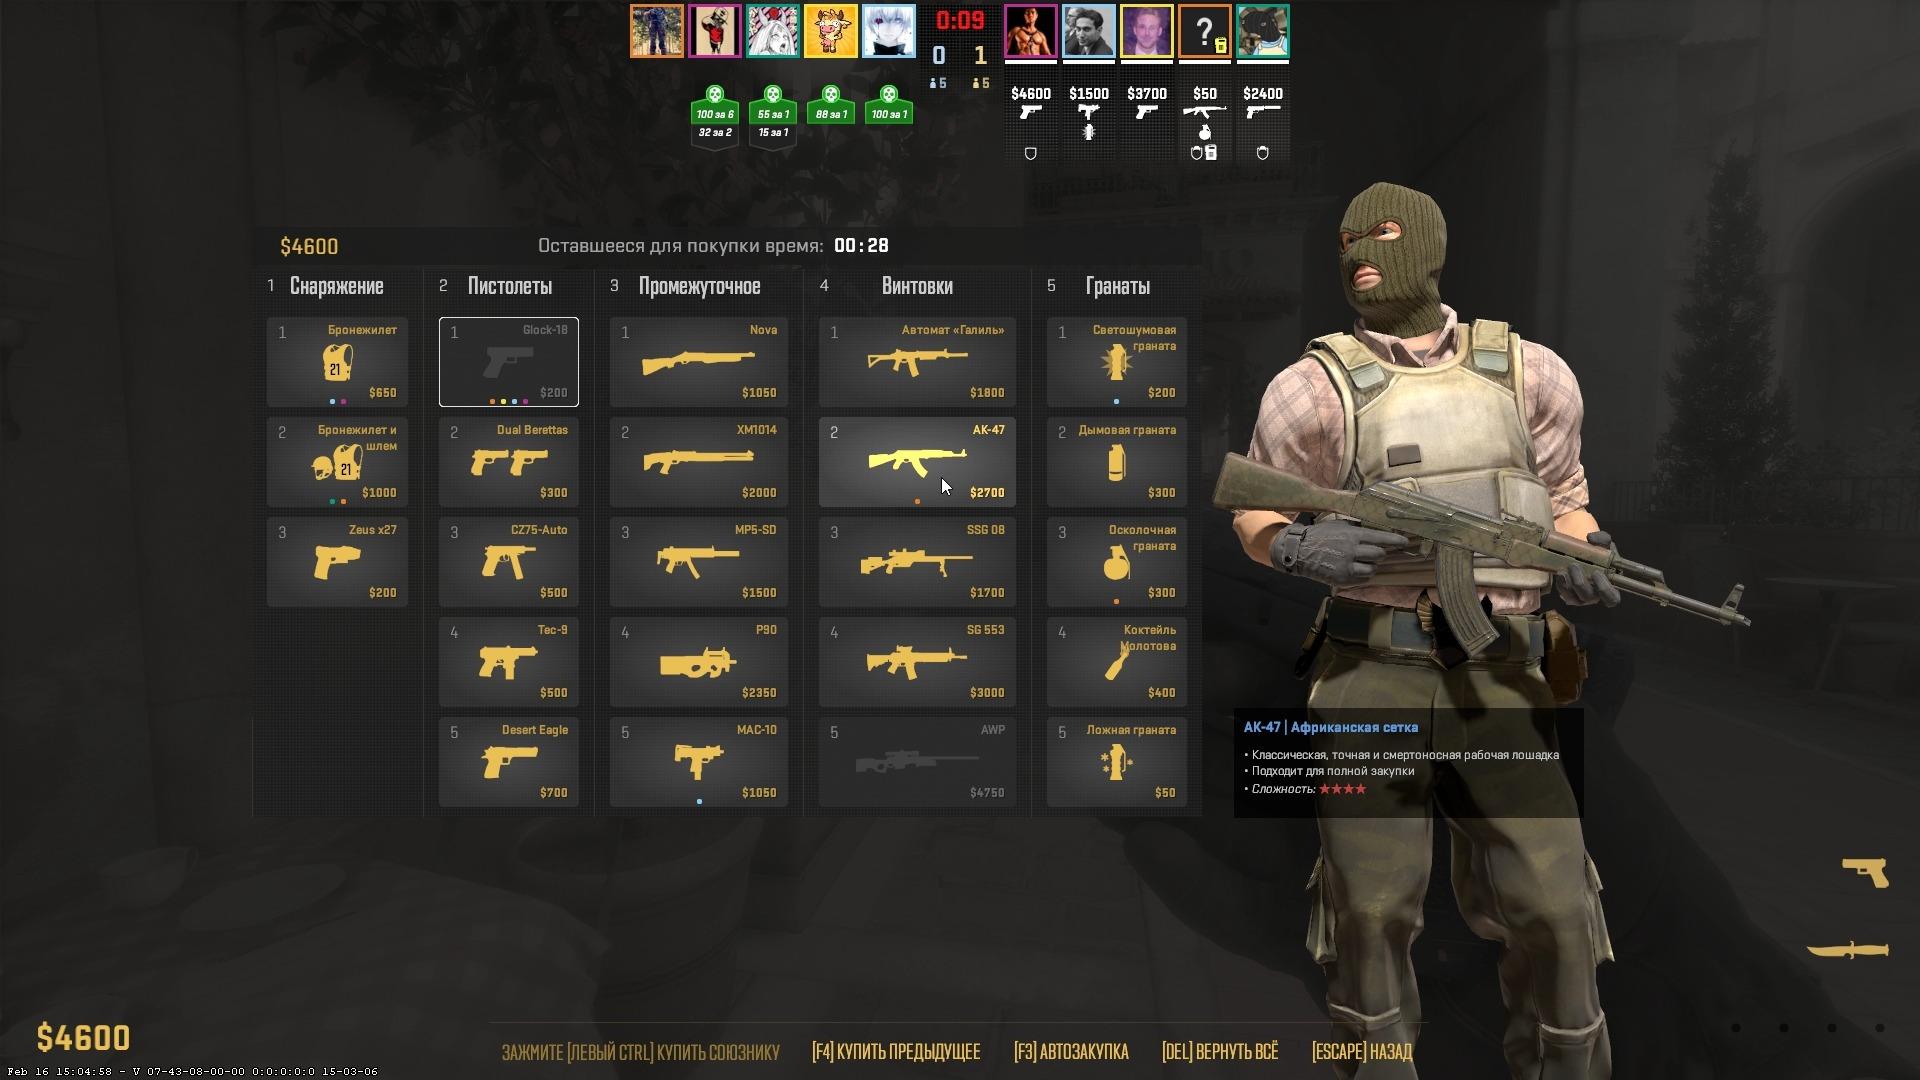 0:09
0 1
5 5
$4600 $1500 $3700 $50 $2400
100 за 6 55 за 1 88 за 1 100 за 1
32 за 2 15 за 1
$4600 Оставшееся для покупки время: 00:28
1 Снаряжение 2 Пистолеты 3 Промежуточное 4 Винтовки 5 Гранаты
1 Бронежилет
21
$650
2 Бронежилет и
шлем
21
$1000
3 Zeus x27
$200
1 Glock-18
$200
2 Dual Berettas
$300
3 CZ75-Auto
$500
4 Tec-9
$500
5 Desert Eagle
$700
1 Nova
$1050
2 XM1014
$2000
3 MP5-SD
$1500
4 P90
$2350
5 MAC-10
$1050
1 Автомат «Галиль»
$1800
2 AK-47
$2700
3 SSG 08
$1700
4 SG 553
$3000
5 AWP
$4750
1 Светошумовая
граната
$200
2 Дымовая граната
$300
3 Осколочная
граната
$300
4 Коктейль
Молотова
$400
5 Ложная граната
$50
AK-47 | Африканская сетка
• Классическая, точная и смертоносная рабочая лошадка
• Подходит для полной закупки
• Сложность: ★★★★
$4600
ЗАЖМИТЕ [ЛЕВЫЙ CTRL] КУПИТЬ СОЮЗНИКУ [F4] КУПИТЬ ПРЕДЫДУЩЕЕ [F3] АВТОЗАКУПКА [DEL] ВЕРНУТЬ ВСЁ [ESCAPE] НАЗАД
Feb 16 15:04:58 - V 07-43-08-00-00 0:0:0:0:0 15-03-06